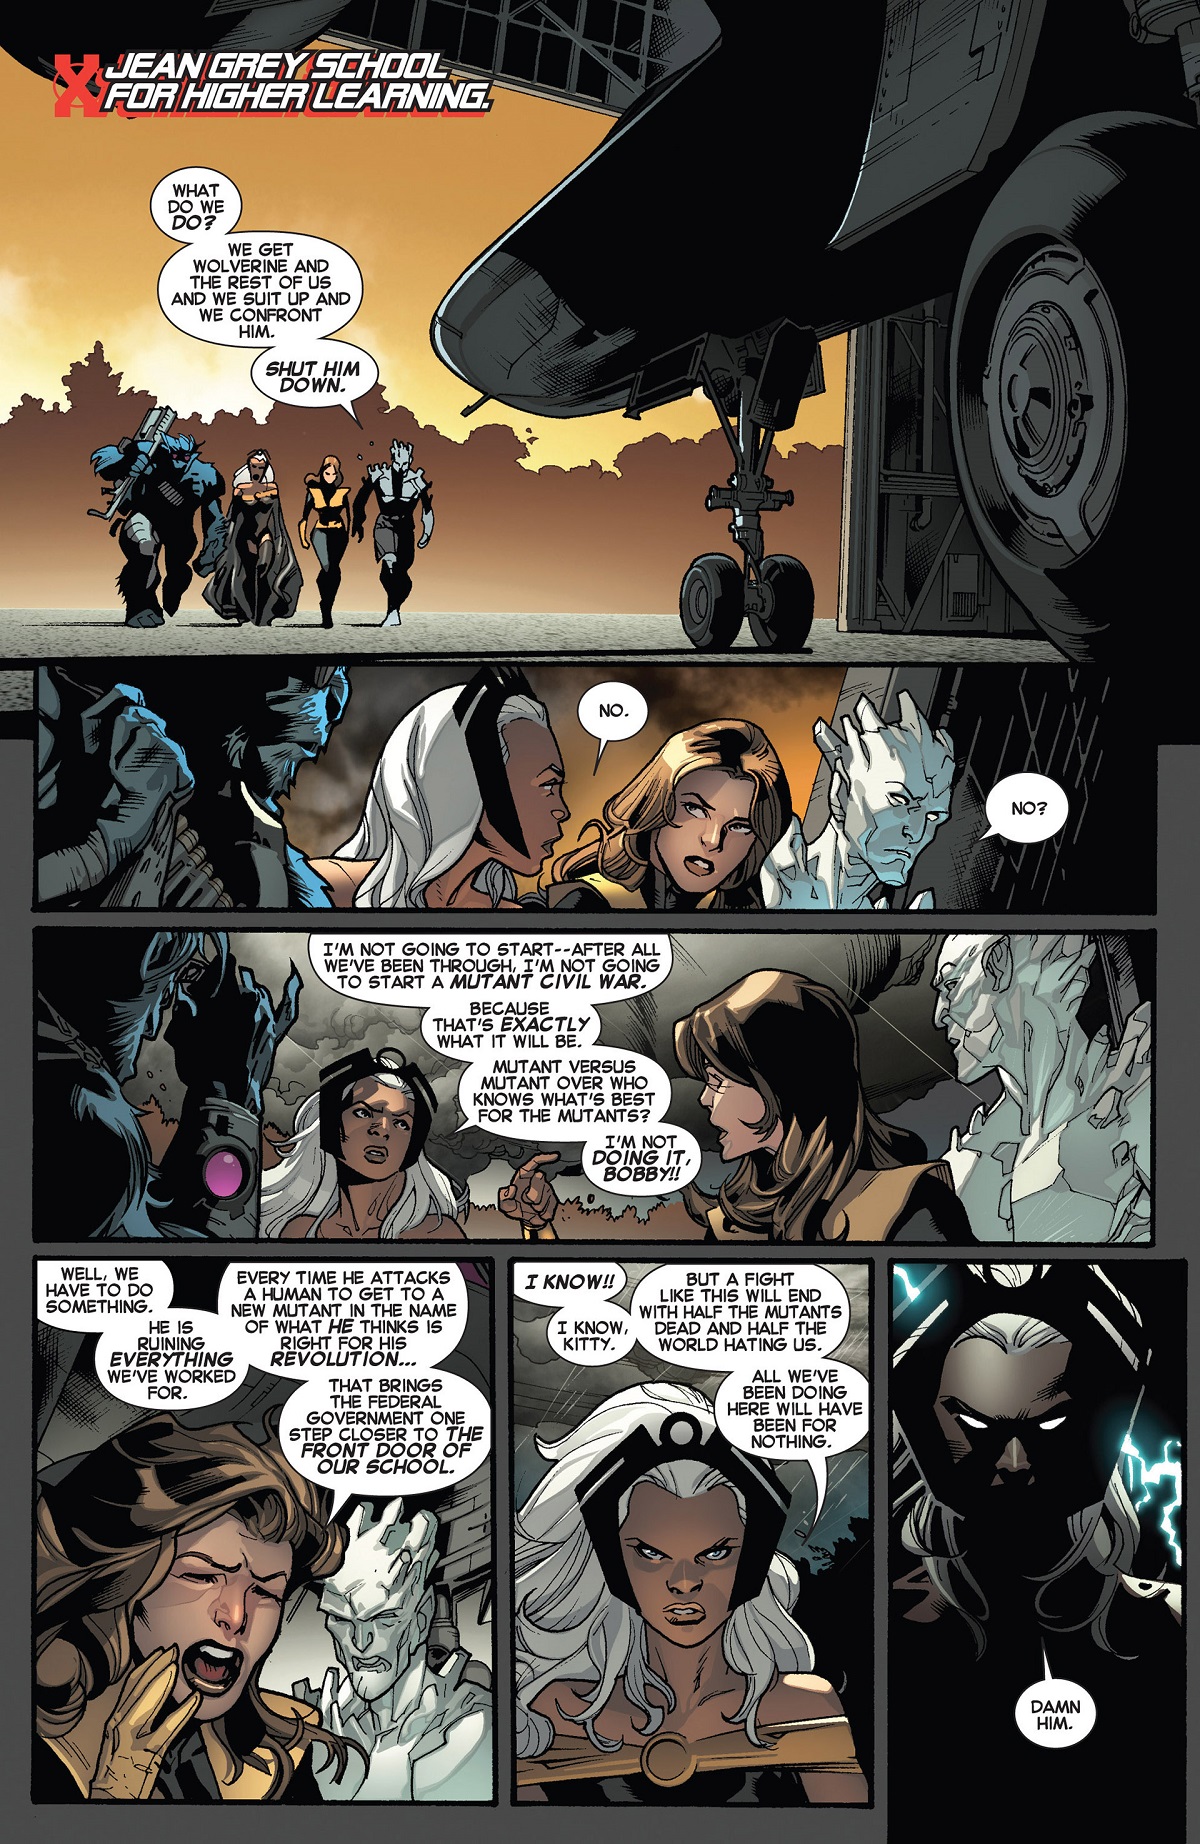 JEAN GREY SCHOOL
FOR HIGHER LEARNING.
WHAT
DO WE
DO?
WE GET
WOLVERINE AND
THE REST OF US
AND WE SUIT UP AND
WE CONFRONT
HIM.
SHUT HIM
DOWN.
NO.
NO?
I'M NOT GOING TO START--AFTER ALL
WE'VE BEEN THROUGH, I'M NOT GOING
TO START A MUTANT CIVIL WAR.
BECAUSE
THAT'S EXACTLY
WHAT IT WILL BE.
MUTANT VERSUS
MUTANT OVER WHO
KNOWS WHAT'S BEST
FOR THE MUTANTS?
I'M NOT
DOING IT,
BOBBY!!
WELL, WE
HAVE TO DO
SOMETHING.
HE IS
RUINING
EVERYTHING
WE'VE WORKED
FOR.
EVERY TIME HE ATTACKS
A HUMAN TO GET TO A
NEW MUTANT IN THE NAME
OF WHAT HE THINKS IS
RIGHT FOR HIS
REVOLUTION...
THAT BRINGS
THE FEDERAL
GOVERNMENT ONE
STEP CLOSER TO THE
FRONT DOOR OF
OUR SCHOOL.
I KNOW!!
I KNOW,
KITTY.
BUT A FIGHT
LIKE THIS WILL END
WITH HALF THE MUTANTS
DEAD AND HALF THE
WORLD HATING US.
ALL WE'VE
BEEN DOING
HERE WILL HAVE
BEEN FOR
NOTHING.
DAMN
HIM.